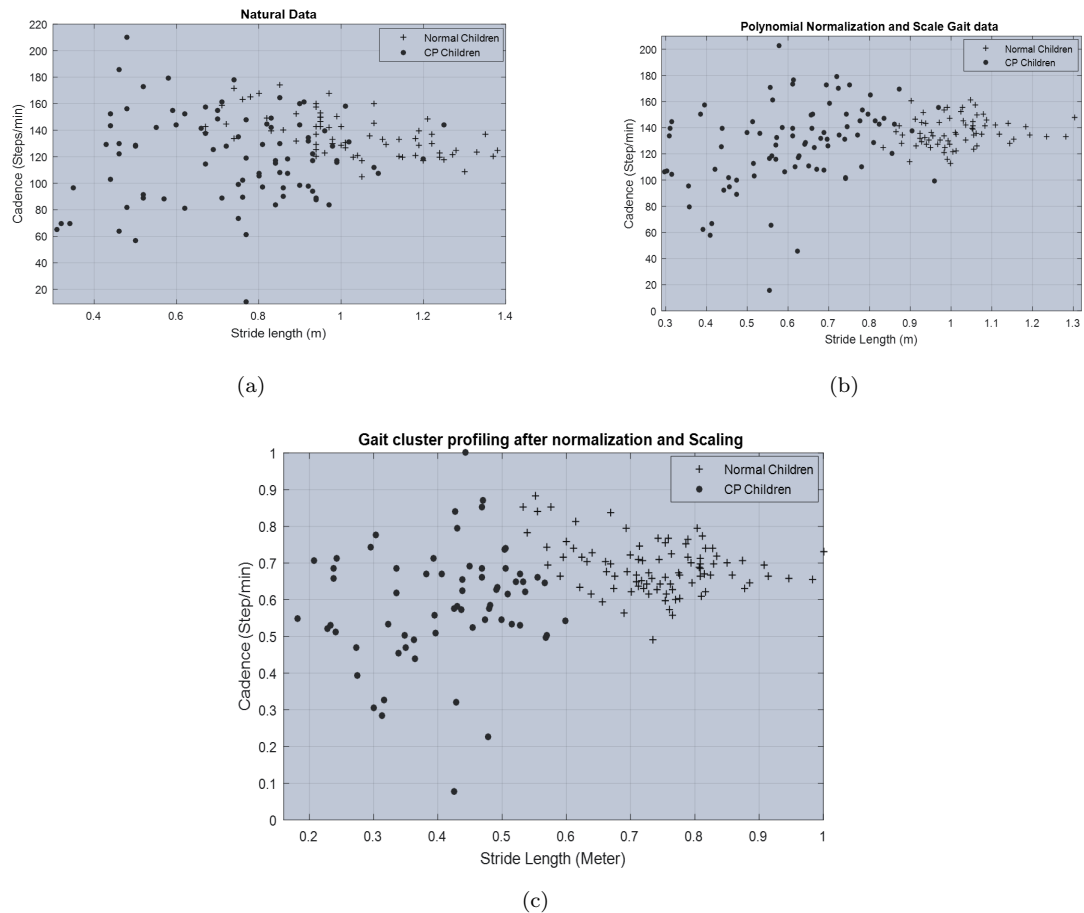 Natural Data
Normal Children
CP Children
220
200
180
160
140
120
100
80
60
40
20
Cadence (Steps/min)
0.4 0.6 0.8 1 1.2 1.4
Stride length (m)
(a)
Polynomial Normalization and Scale Gait data
Normal Children
CP Children
200
180
160
140
120
100
80
60
40
20
0
Cadence (Step/min)
0.3 0.4 0.5 0.6 0.7 0.8 0.9 1 1.1 1.2 1.3
Stride Length (m)
(b)
Gait cluster profiling after normalization and Scaling
Normal Children
CP Children
1
0.9
0.8
0.7
0.6
0.5
0.4
0.3
0.2
0.1
0
Cadence (Step/min)
0.2 0.3 0.4 0.5 0.6 0.7 0.8 0.9 1
Stride Length (Meter)
(c)